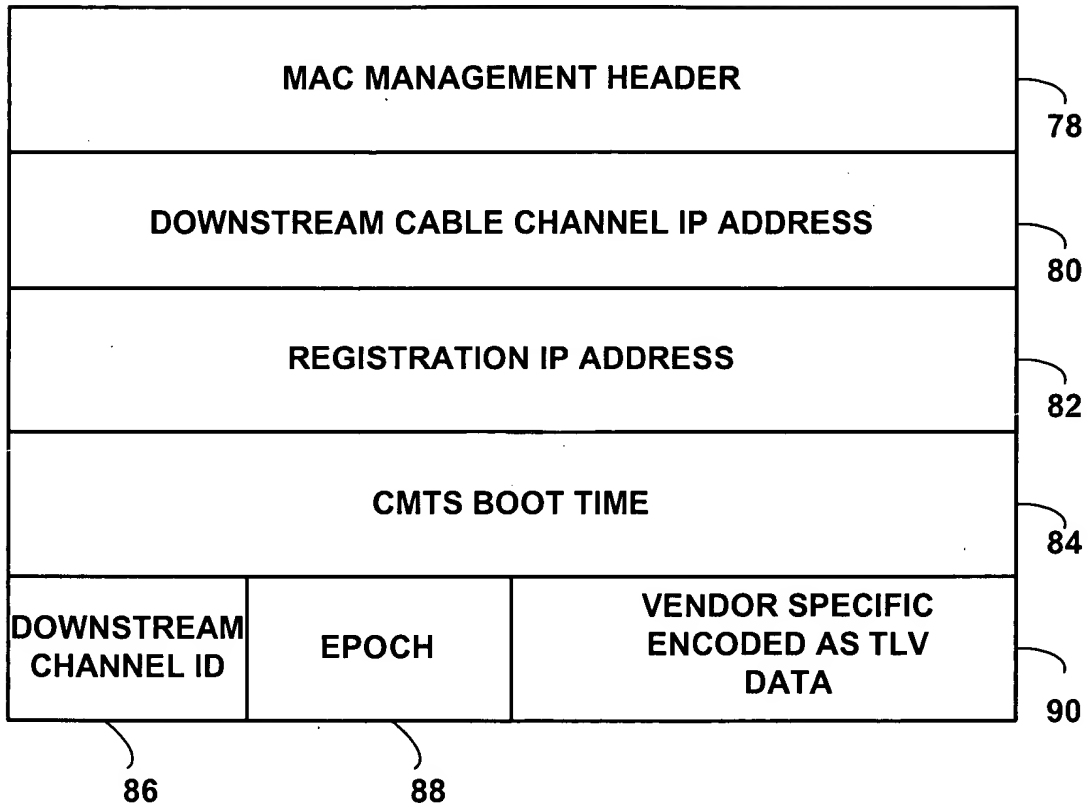 MAC MANAGEMENT HEADER
78
DOWNSTREAM CABLE CHANNEL IP ADDRESS
80
REGISTRATION IP ADDRESS
82
CMTS BOOT TIME
84
DOWNSTREAM
CHANNEL ID
EPOCH
VENDOR SPECIFIC
ENCODED AS TLV
DATA
90
86
88